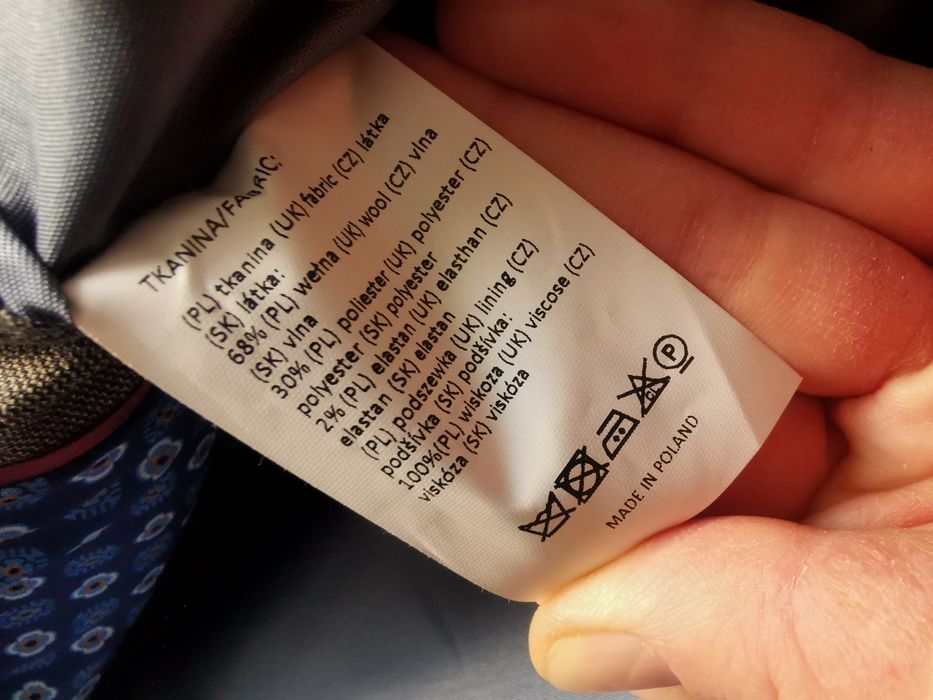 TKANINA/FABRIC:
(PL) tkanina (UK) fabric (CZ) látka
(SK) látka:
68% (PL) wełna (UK) wool (CZ) vlna
(SK) vlna
30% (PL) poliester (UK) polyester (CZ)
polyester (SK) polyester
2% (PL) elastan (UK) elasthan (CZ)
elastan (SK) elastan
(PL) podszewka (UK) lining (CZ)
podšívka (SK) podšívka:
100%(PL) wiskoza (UK) viscose (CZ)
viskóza (SK) viskóza
CL P
MADE IN POLAND